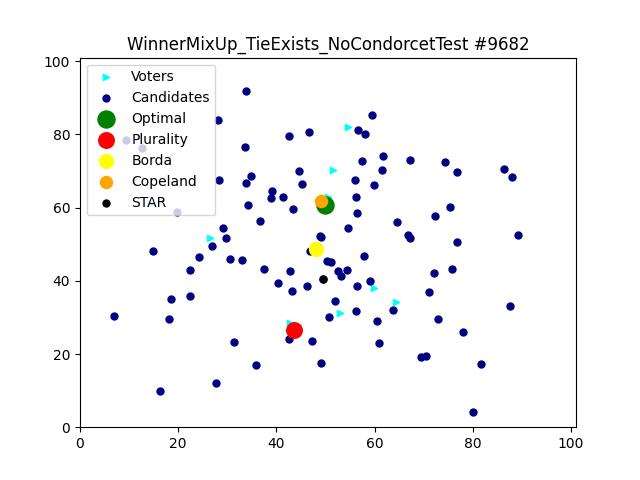 WinnerMixUp_TieExists_NoCondorcetTest #9682
100
80
60
40
20
0
0
20
40
60
80
100
Voters
Candidates
Optimal
Plurality
Borda
Copeland
STAR